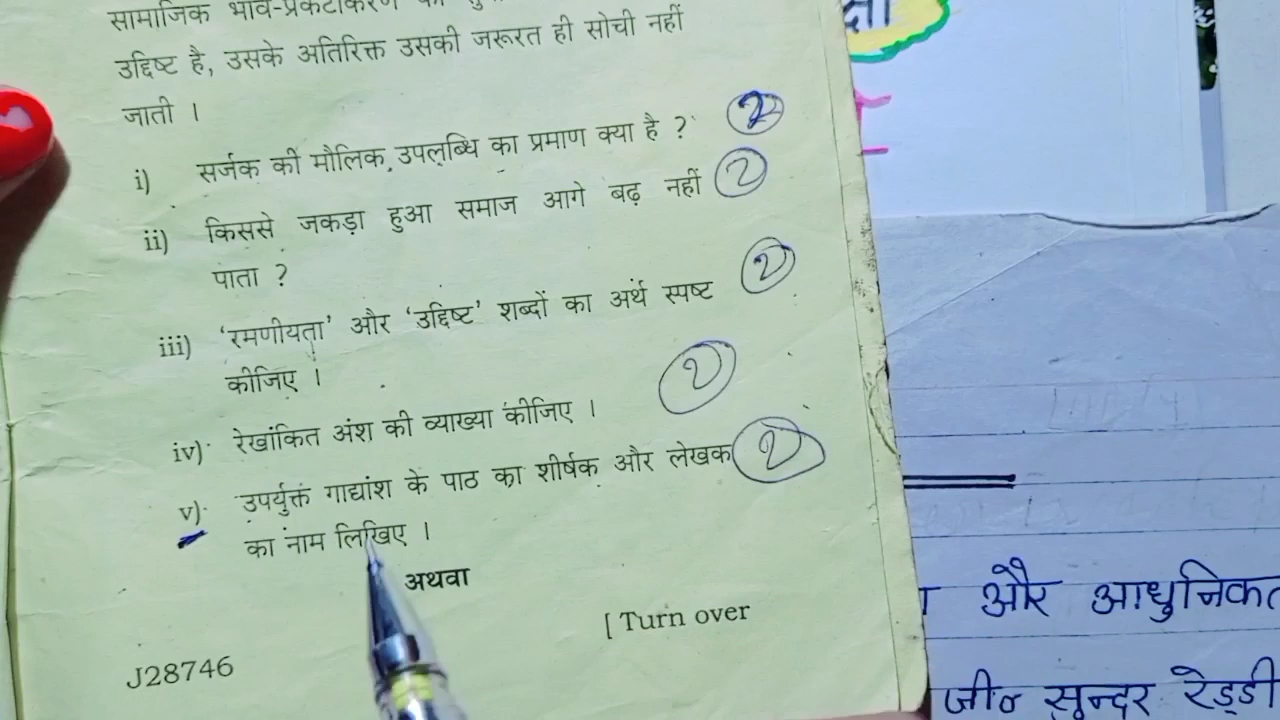 सामाजिक भाव-प्रकटीकरण
उद्दिष्ट है, उसके अतिरिक्त उसकी जरूरत ही सोची नहीं
जाती ।
i) सर्जक की मौलिक उपलब्धि का प्रमाण क्या है ? 2
ii) किससे जकड़ा हुआ समाज आगे बढ़ नहीं 2
पाता ?
iii) 'रमणीयता' और 'उद्दिष्ट' शब्दों का अर्थ स्पष्ट 2
कीजिए ।
iv) रेखांकित अंश की व्याख्या कीजिए । 2
v) उपर्युक्त गाद्यांश के पाठ का शीर्षक और लेखक 2
का नाम लिखिए ।
अथवा
[ Turn over
J28746
और आधुनिकत
जी० सुन्दर रेड्डी